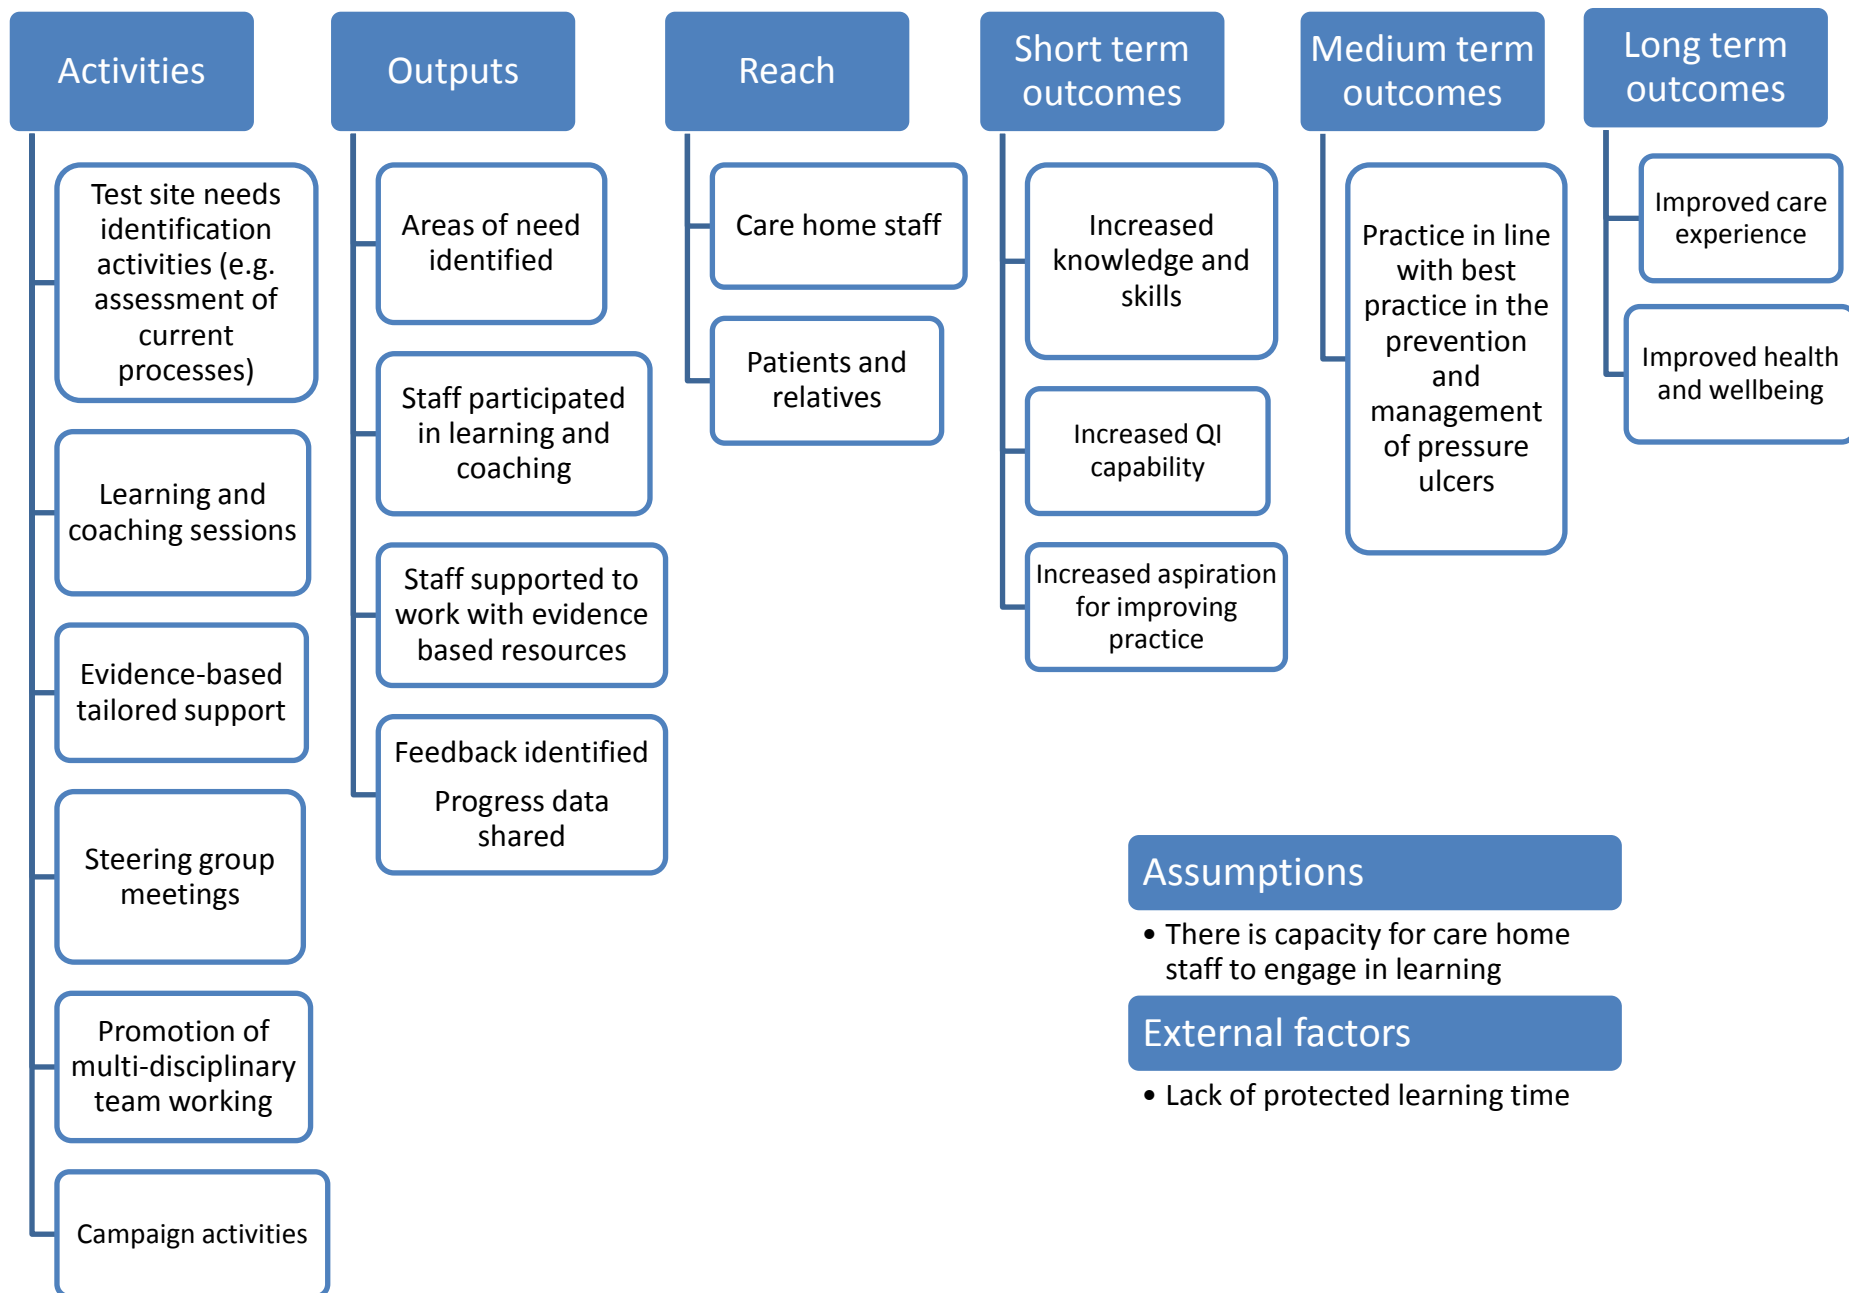 Activities
Test site needs
identification
activities (e.g.
assessment of
current
processes)
Learning and
coaching sessions
Evidence-based
tailored support
Steering group
meetings
Promotion of
multi-disciplinary
team working
Campaign activities
Outputs
Areas of need
identified
Staff participated
in learning and
coaching
Staff supported to
work with evidence
based resources
Feedback identified
Progress data
shared
Reach
Care home staff
Patients and
relatives
Short term
outcomes
Increased
knowledge and
skills
Increased QI
capability
Increased aspiration
for improving
practice
Medium term
outcomes
Practice in line
with best
practice in the
prevention
and
management
of pressure
ulcers
Long term
outcomes
Improved care
experience
Improved health
and wellbeing
Assumptions
• There is capacity for care home
staff to engage in learning
External factors
• Lack of protected learning time